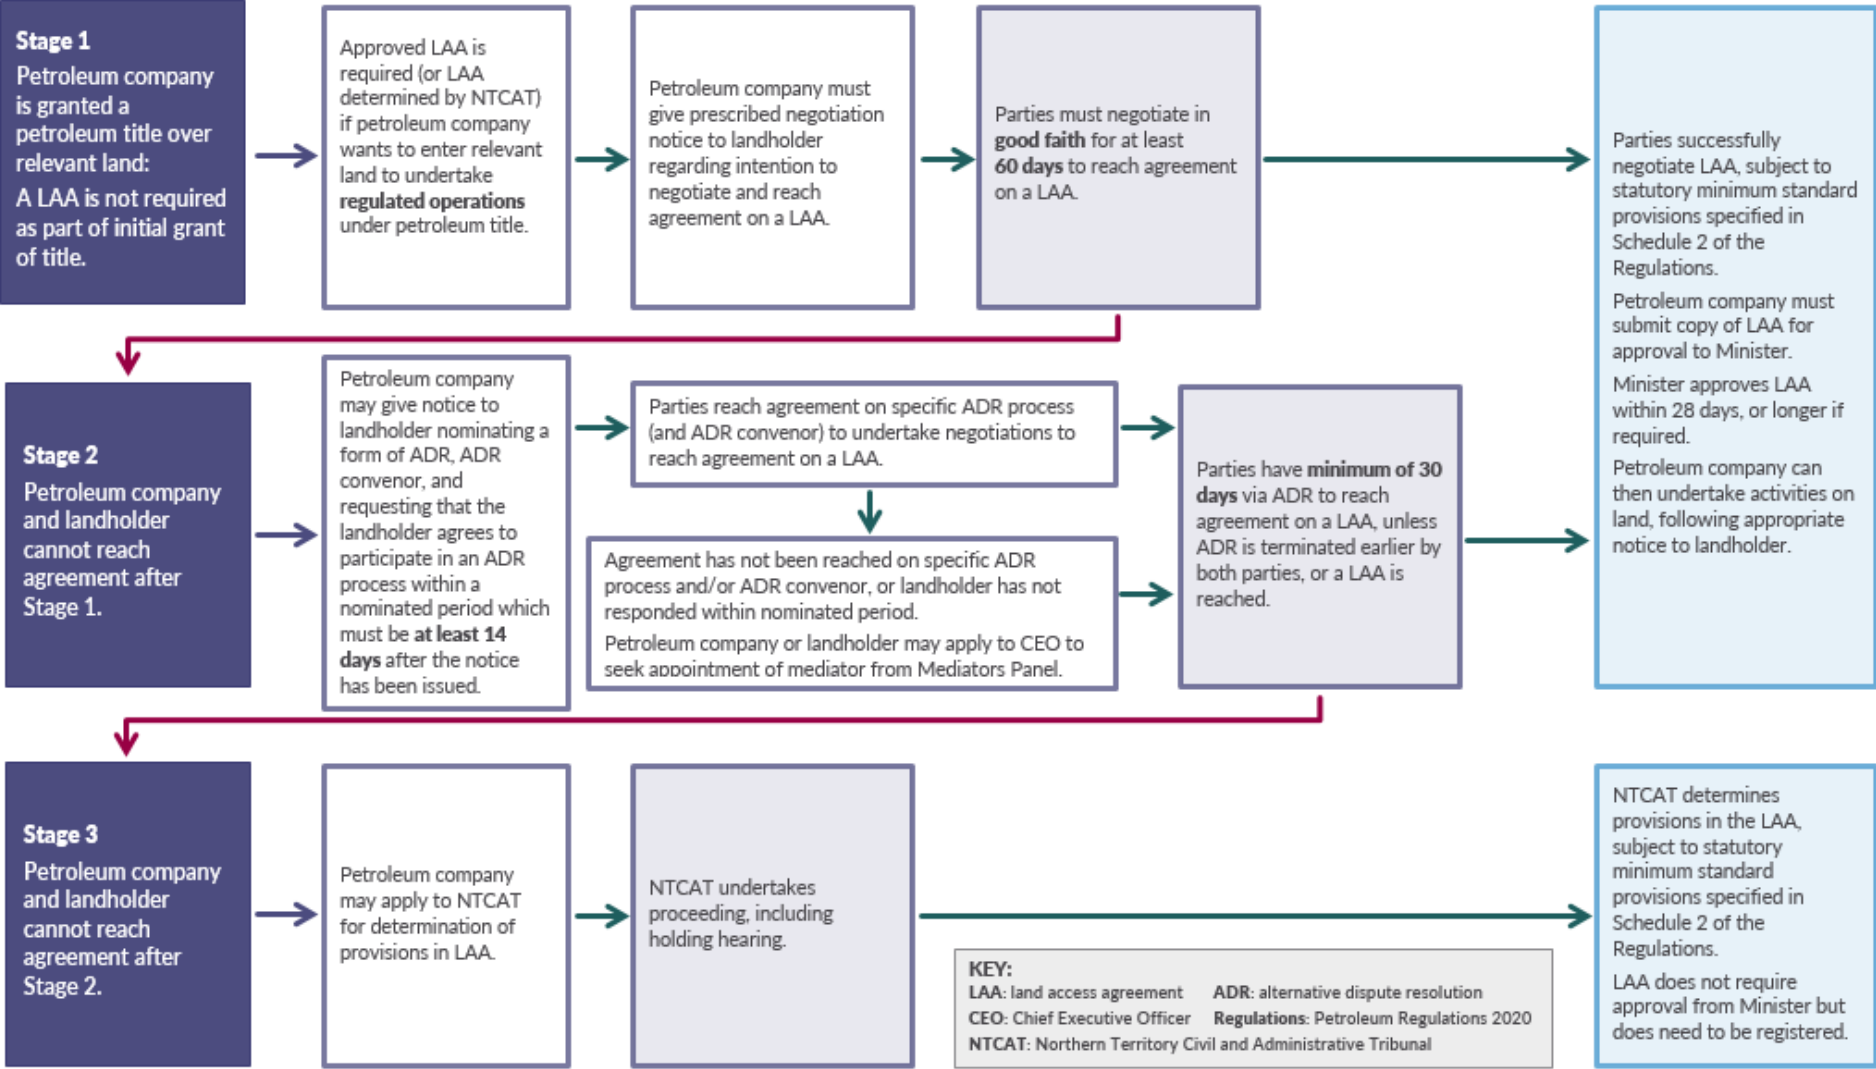 Stage 1
Petroleum company
is granted a
petroleum title over
relevant land:
A LAA is not required
as part of initial grant
of title.
Approved LAA is
required (or LAA
determined by NTCAT)
if petroleum company
wants to enter relevant
land to undertake
regulated operations
under petroleum title.
Petroleum company must
give prescribed negotiation
notice to landholder
regarding intention to
negotiate and reach
agreement on a LAA.
Parties must negotiate in
good faith for at least
60 days to reach agreement
on a LAA.
Parties successfully
negotiate LAA, subject to
statutory minimum standard
provisions specified in
Schedule 2 of the
Regulations.
Petroleum company must
submit copy of LAA for
approval to Minister.
Minister approves LAA
within 28 days, or longer if
required.
Petroleum company can
then undertake activities on
land, following appropriate
notice to landholder.
Stage 2
Petroleum company
and landholder
cannot reach
agreement after
Stage 1.
Petroleum company
may give notice to
landholder nominating a
form of ADR, ADR
convenor, and
requesting that the
landholder agrees to
participate in an ADR
process within a
nominated period which
must be at least 14
days after the notice
has been issued.
Parties reach agreement on specific ADR process
(and ADR convenor) to undertake negotiations to
reach agreement on a LAA.
Agreement has not been reached on specific ADR
process and/or ADR convenor, or landholder has not
responded within nominated period.
Petroleum company or landholder may apply to CEO to
seek appointment of mediator from Mediators Panel.
Parties have minimum of 30
days via ADR to reach
agreement on a LAA, unless
ADR is terminated earlier by
both parties, or a LAA is
reached.
Stage 3
Petroleum company
and landholder
cannot reach
agreement after
Stage 2.
Petroleum company
may apply to NTCAT
for determination of
provisions in LAA.
NTCAT undertakes
proceeding, including
holding hearing.
NTCAT determines
provisions in the LAA,
subject to statutory
minimum standard
provisions specified in
Schedule 2 of the
Regulations.
LAA does not require
approval from Minister but
does need to be registered.
KEY:
LAA: land access agreement ADR: alternative dispute resolution
CEO: Chief Executive Officer Regulations: Petroleum Regulations 2020
NTCAT: Northern Territory Civil and Administrative Tribunal